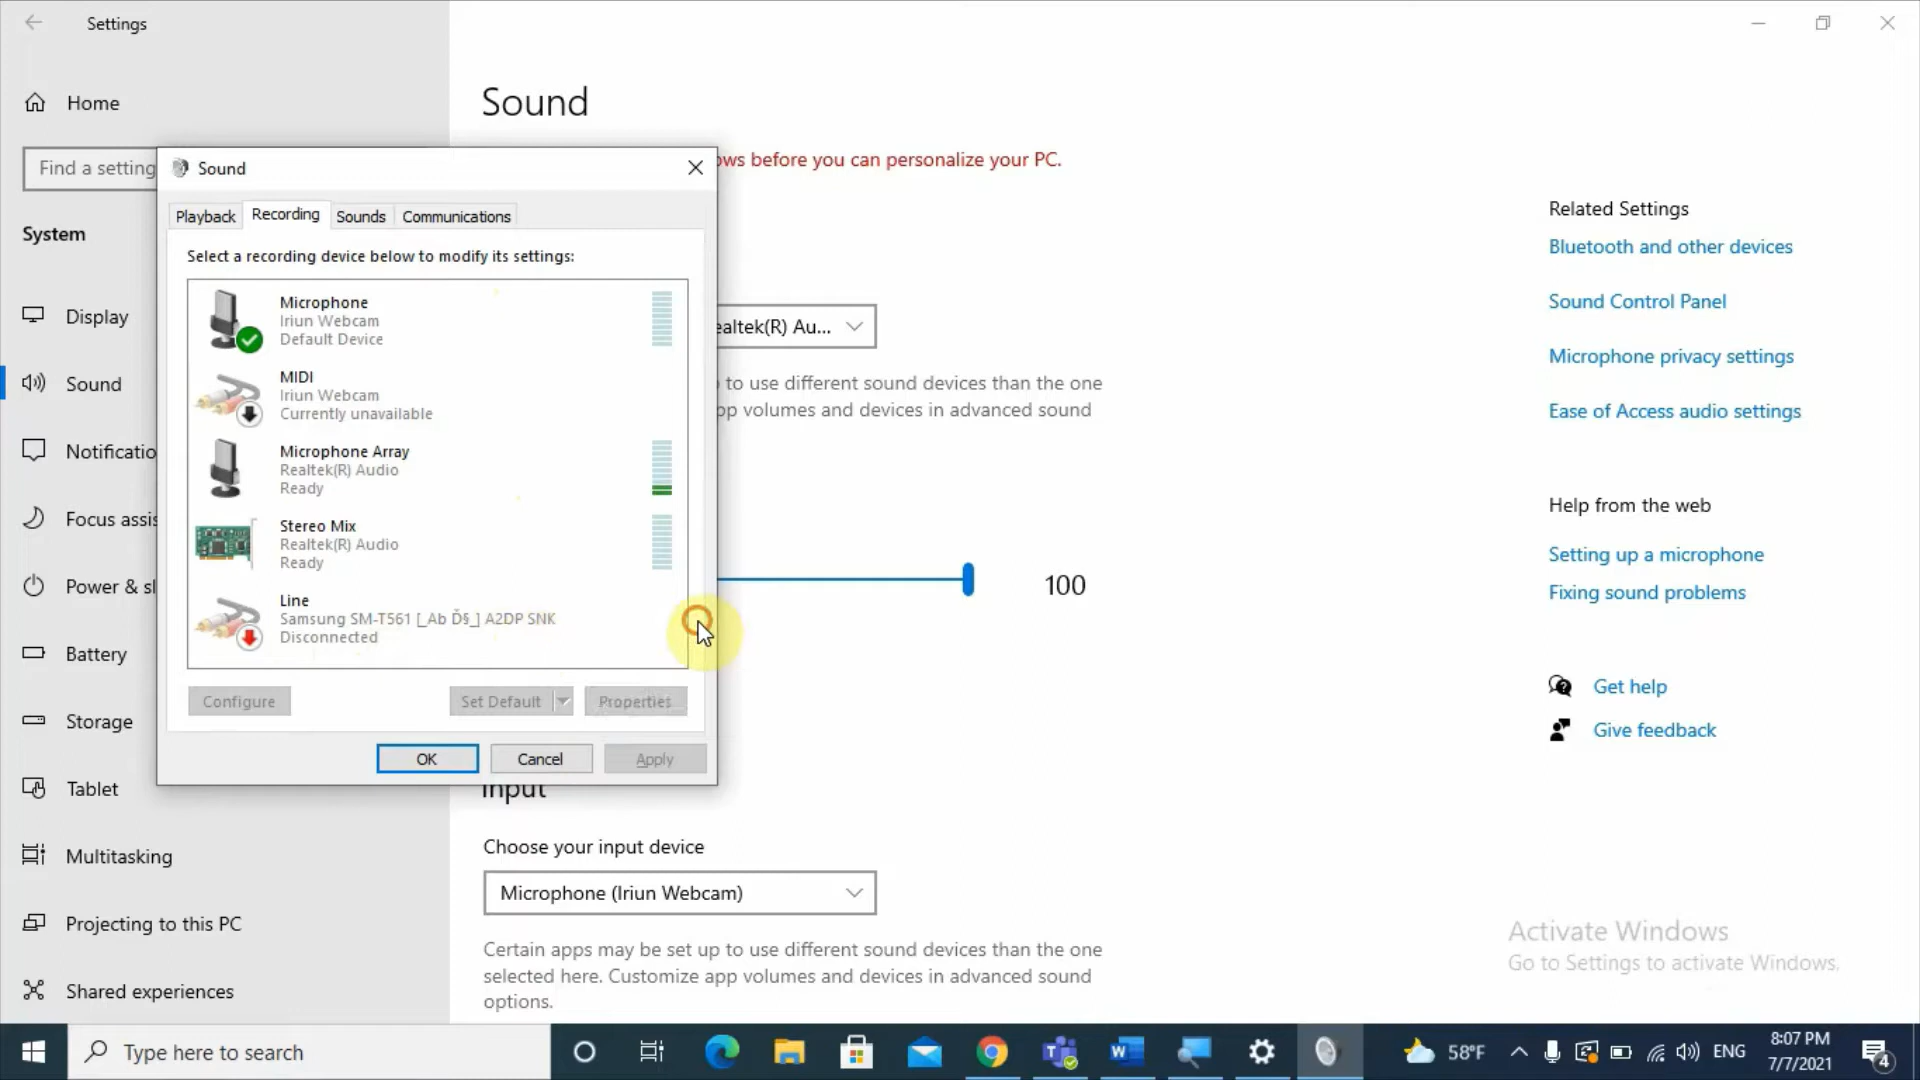 Settings
Home
Find a setting
System
Display
Sound
Notificatio
Focus assis
Power & sl
Battery
Storage
Tablet
Multitasking
Projecting to this PC
Shared experiences
Sound
ows before you can personalize your PC.
ealtek(R) Au...
to use different sound devices than the one
pp volumes and devices in advanced sound
100
Input
Choose your input device
Microphone (Iriun Webcam)
Certain apps may be set up to use different sound devices than the one
selected here. Customize app volumes and devices in advanced sound
options.
Sound
Playback Recording Sounds Communications
Select a recording device below to modify its settings:
Microphone
Iriun Webcam
Default Device
MIDI
Iriun Webcam
Currently unavailable
Microphone Array
Realtek(R) Audio
Ready
Stereo Mix
Realtek(R) Audio
Ready
Line
Samsung SM-T561 [_Ab Ď§_] A2DP SNK
Disconnected
Configure Set Default Properties
OK Cancel Apply
Related Settings
Bluetooth and other devices
Sound Control Panel
Microphone privacy settings
Ease of Access audio settings
Help from the web
Setting up a microphone
Fixing sound problems
Get help
Give feedback
Activate Windows
Go to Settings to activate Windows.
Type here to search
58°F
ENG
8:07 PM
7/7/2021
4